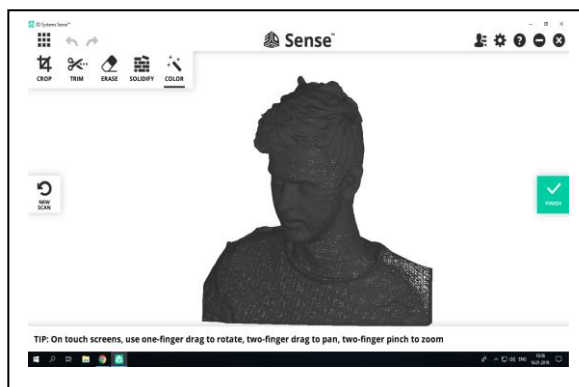 3D Systems Sense™
Sense™
CROP TRIM ERASE SOLIDIFY COLOR
NEW
SCAN
FINISH
TIP: On touch screens, use one-finger drag to rotate, two-finger drag to pan, two-finger pinch to zoom
ENG